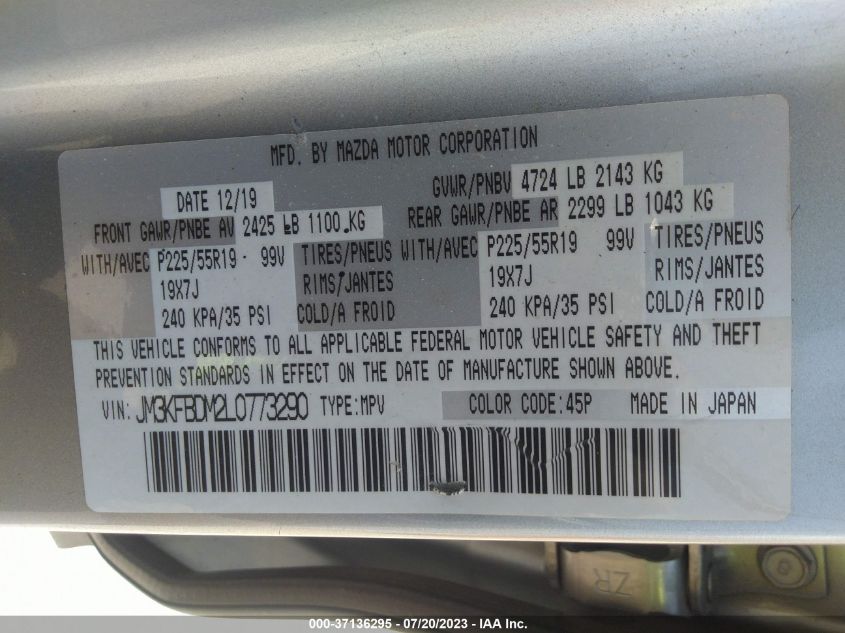 MFD. BY MAZDA MOTOR CORPORATION
DATE 12/19 GVWR/PNBV 4724 LB 2143 KG
FRONT GAWR/PNBE AV 2425 LB 1100 KG REAR GAWR/PNBE AR 2299 LB 1043 KG
WITH/AVEC P225/55R19 99V TIRES/PNEUS WITH/AVEC P225/55R19 99V TIRES/PNEUS
19X7J RIMS/JANTES 19X7J RIMS/JANTES
240 KPA/35 PSI COLD/A FROID 240 KPA/35 PSI COLD/A FROID
THIS VEHICLE CONFORMS TO ALL APPLICABLE FEDERAL MOTOR VEHICLE SAFETY AND THEFT
PREVENTION STANDARDS IN EFFECT ON THE DATE OF MANUFACTURE SHOWN ABOVE.
VIN: JM3KFBDM2L0773290 TYPE:MPV COLOR CODE:45P MADE IN JAPAN
ZR
000-37136295 - 07/20/2023 - IAA Inc.